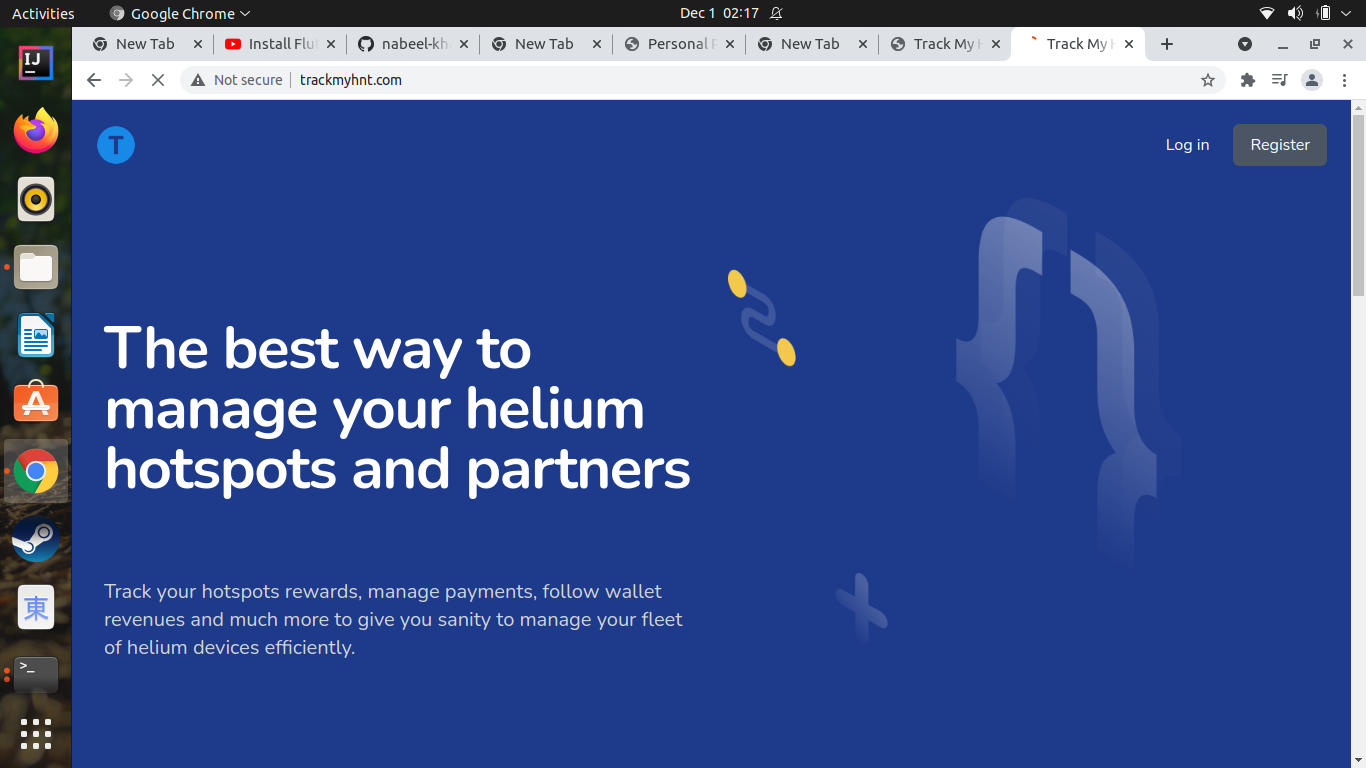 Activities
Google Chrome
Dec 1 02:17
New Tab
Install Flut
nabeel-kh
New Tab
Personal P
New Tab
Track My H
Track My H
Not secure
trackmyhnt.com
IJ
T
Log in
Register
The best way to
manage your helium
hotspots and partners
Track your hotspots rewards, manage payments, follow wallet
revenues and much more to give you sanity to manage your fleet
of helium devices efficiently.
東
>_